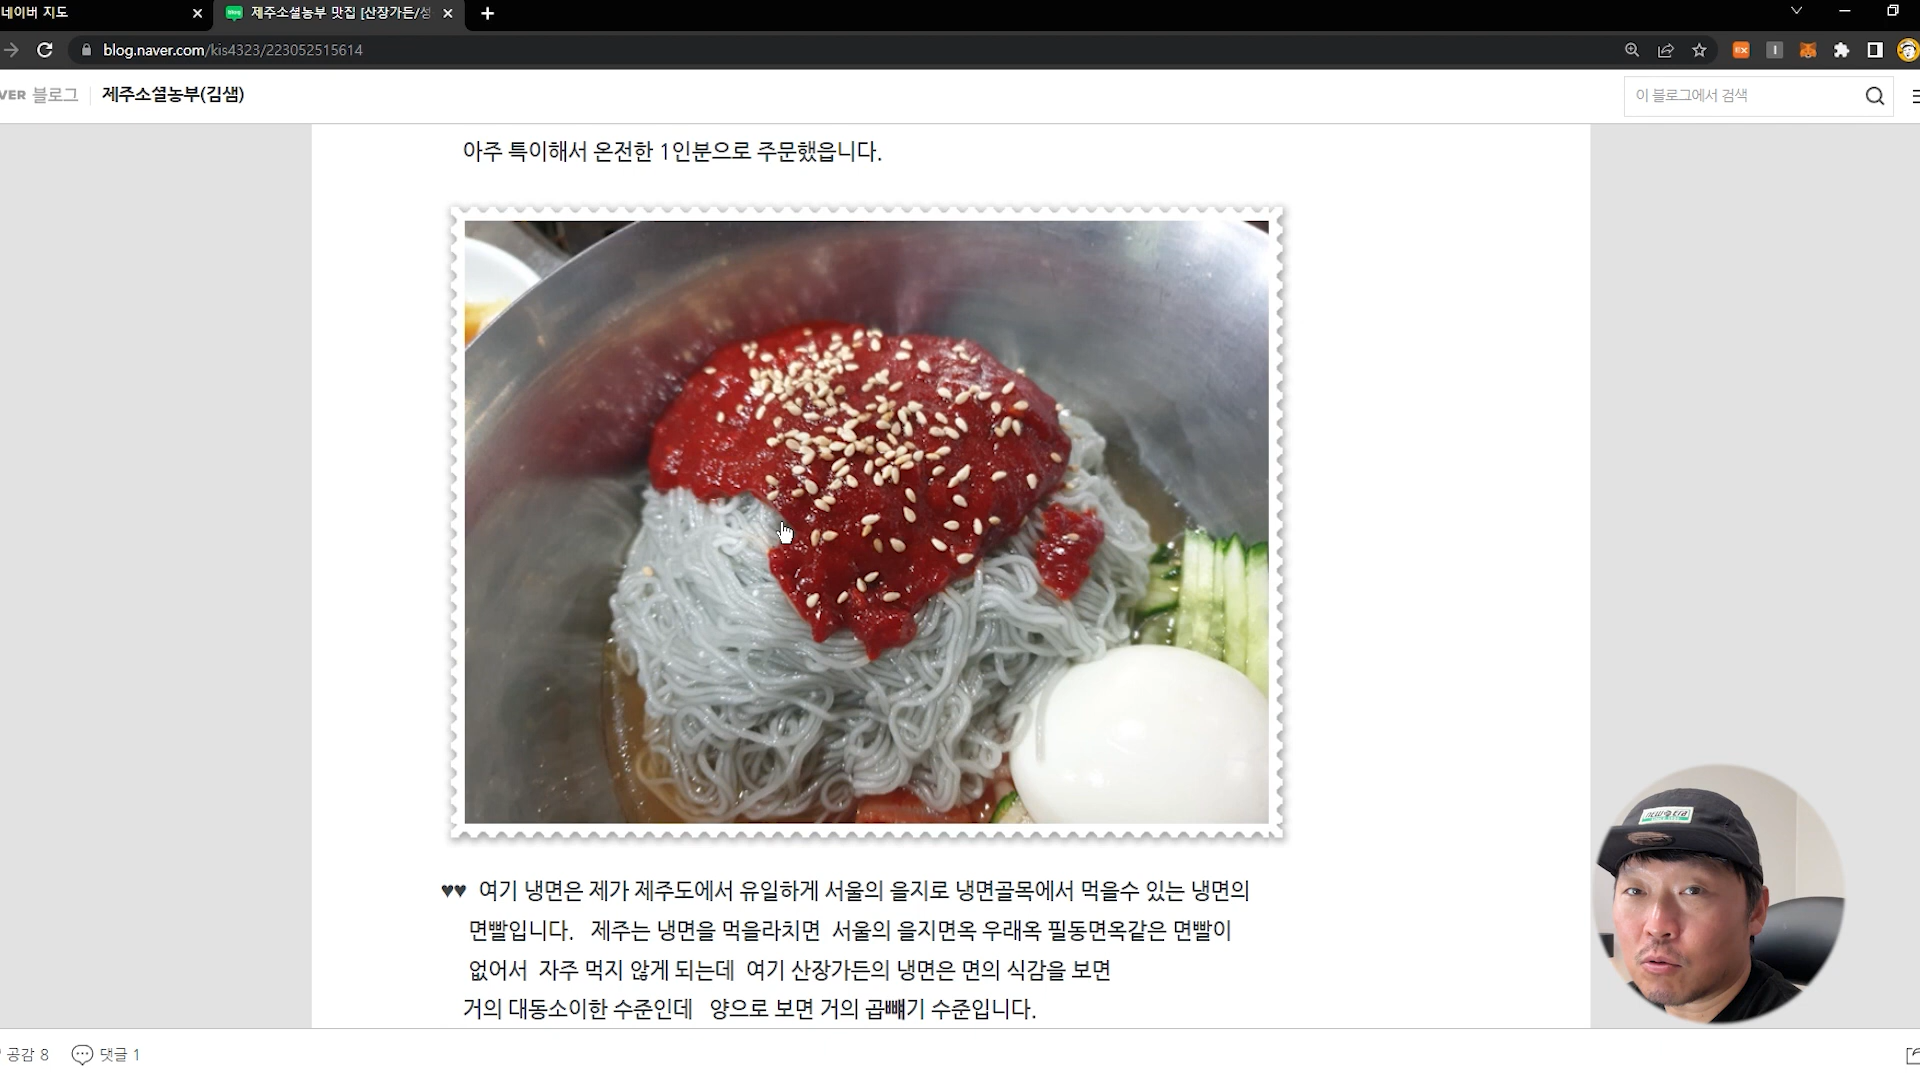 네이버 지도
제주소셜농부 맛집 [산장가든/성
blog.naver.com/kis4323/223052515614
VER 블로그
제주소셜농부(김샘)
이 블로그에서 검색
아주 특이해서 온전한 1인분으로 주문했읍니다.
♥♥ 여기 냉면은 제가 제주도에서 유일하게 서울의 을지로 냉면골목에서 먹을수 있는 냉면의
면빨입니다. 제주는 냉면을 먹을라치면 서울의 을지면옥 우래옥 필동면옥같은 면빨이
없어서 자주 먹지 않게 되는데 여기 산장가든의 냉면은 면의 식감을 보면
거의 대동소이한 수준인데 양으로 보면 거의 곱빼기 수준입니다.
공감 8
댓글 1